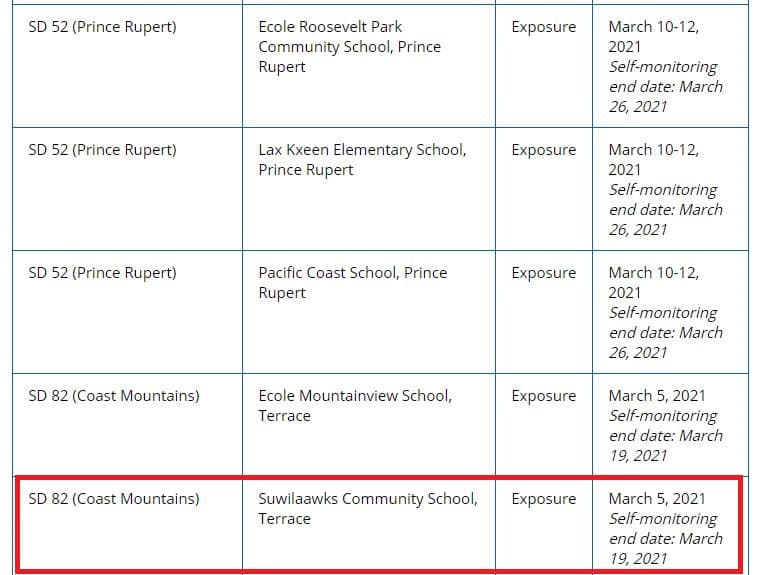 SD 52 (Prince Rupert)
Ecole Roosevelt Park
Community School, Prince
Rupert
Exposure
March 10-12,
2021
Self-monitoring
end date: March
26, 2021
SD 52 (Prince Rupert)
Lax Kxeen Elementary School,
Prince Rupert
Exposure
March 10-12,
2021
Self-monitoring
end date: March
26, 2021
SD 52 (Prince Rupert)
Pacific Coast School, Prince
Rupert
Exposure
March 10-12,
2021
Self-monitoring
end date: March
26, 2021
SD 82 (Coast Mountains)
Ecole Mountainview School,
Terrace
Exposure
March 5, 2021
Self-monitoring
end date: March
19, 2021
SD 82 (Coast Mountains)
Suwilaawks Community School,
Terrace
Exposure
March 5, 2021
Self-monitoring
end date: March
19, 2021